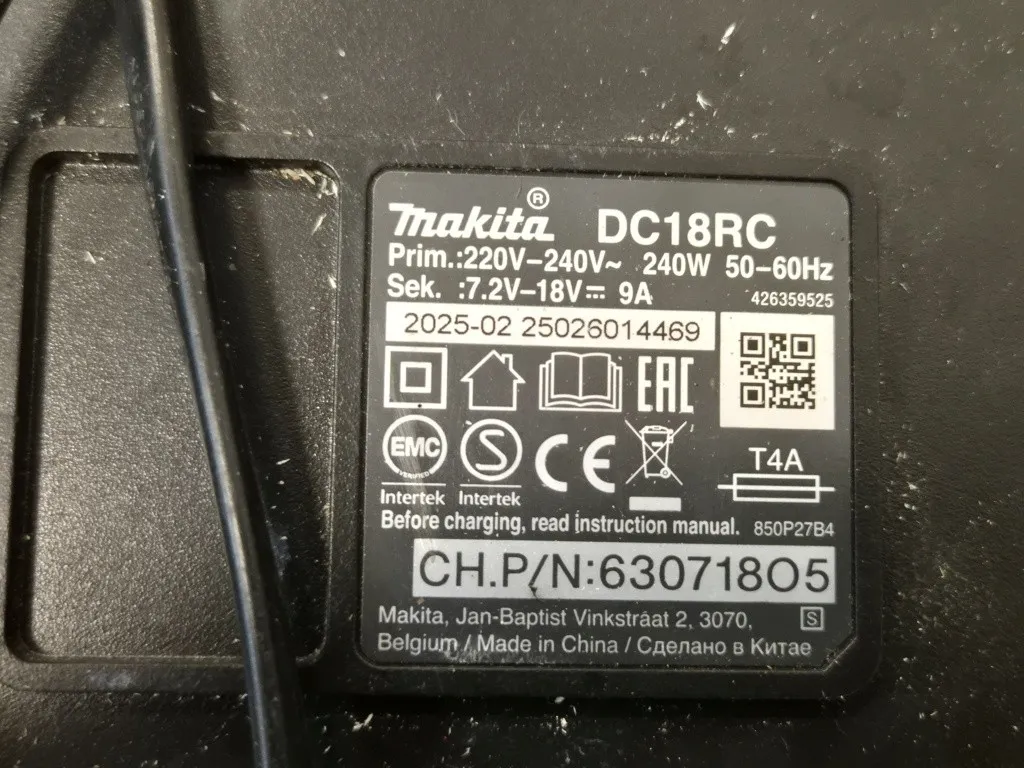 makita® DC18RC
Prim.:220V–240V~ 240W 50–60Hz
Sek. :7.2V–18V⎓ 9A
426359525
2025-02 25026014469
EAC
EMC
VERIFIED
S
CE
T4A
Intertek Intertek
Before charging, read instruction manual. 850P27B4
CH.P/N:630718O5
Makita, Jan-Baptist Vinkstraat 2, 3070, S
Belgium / Made in China / Сделано в Китае